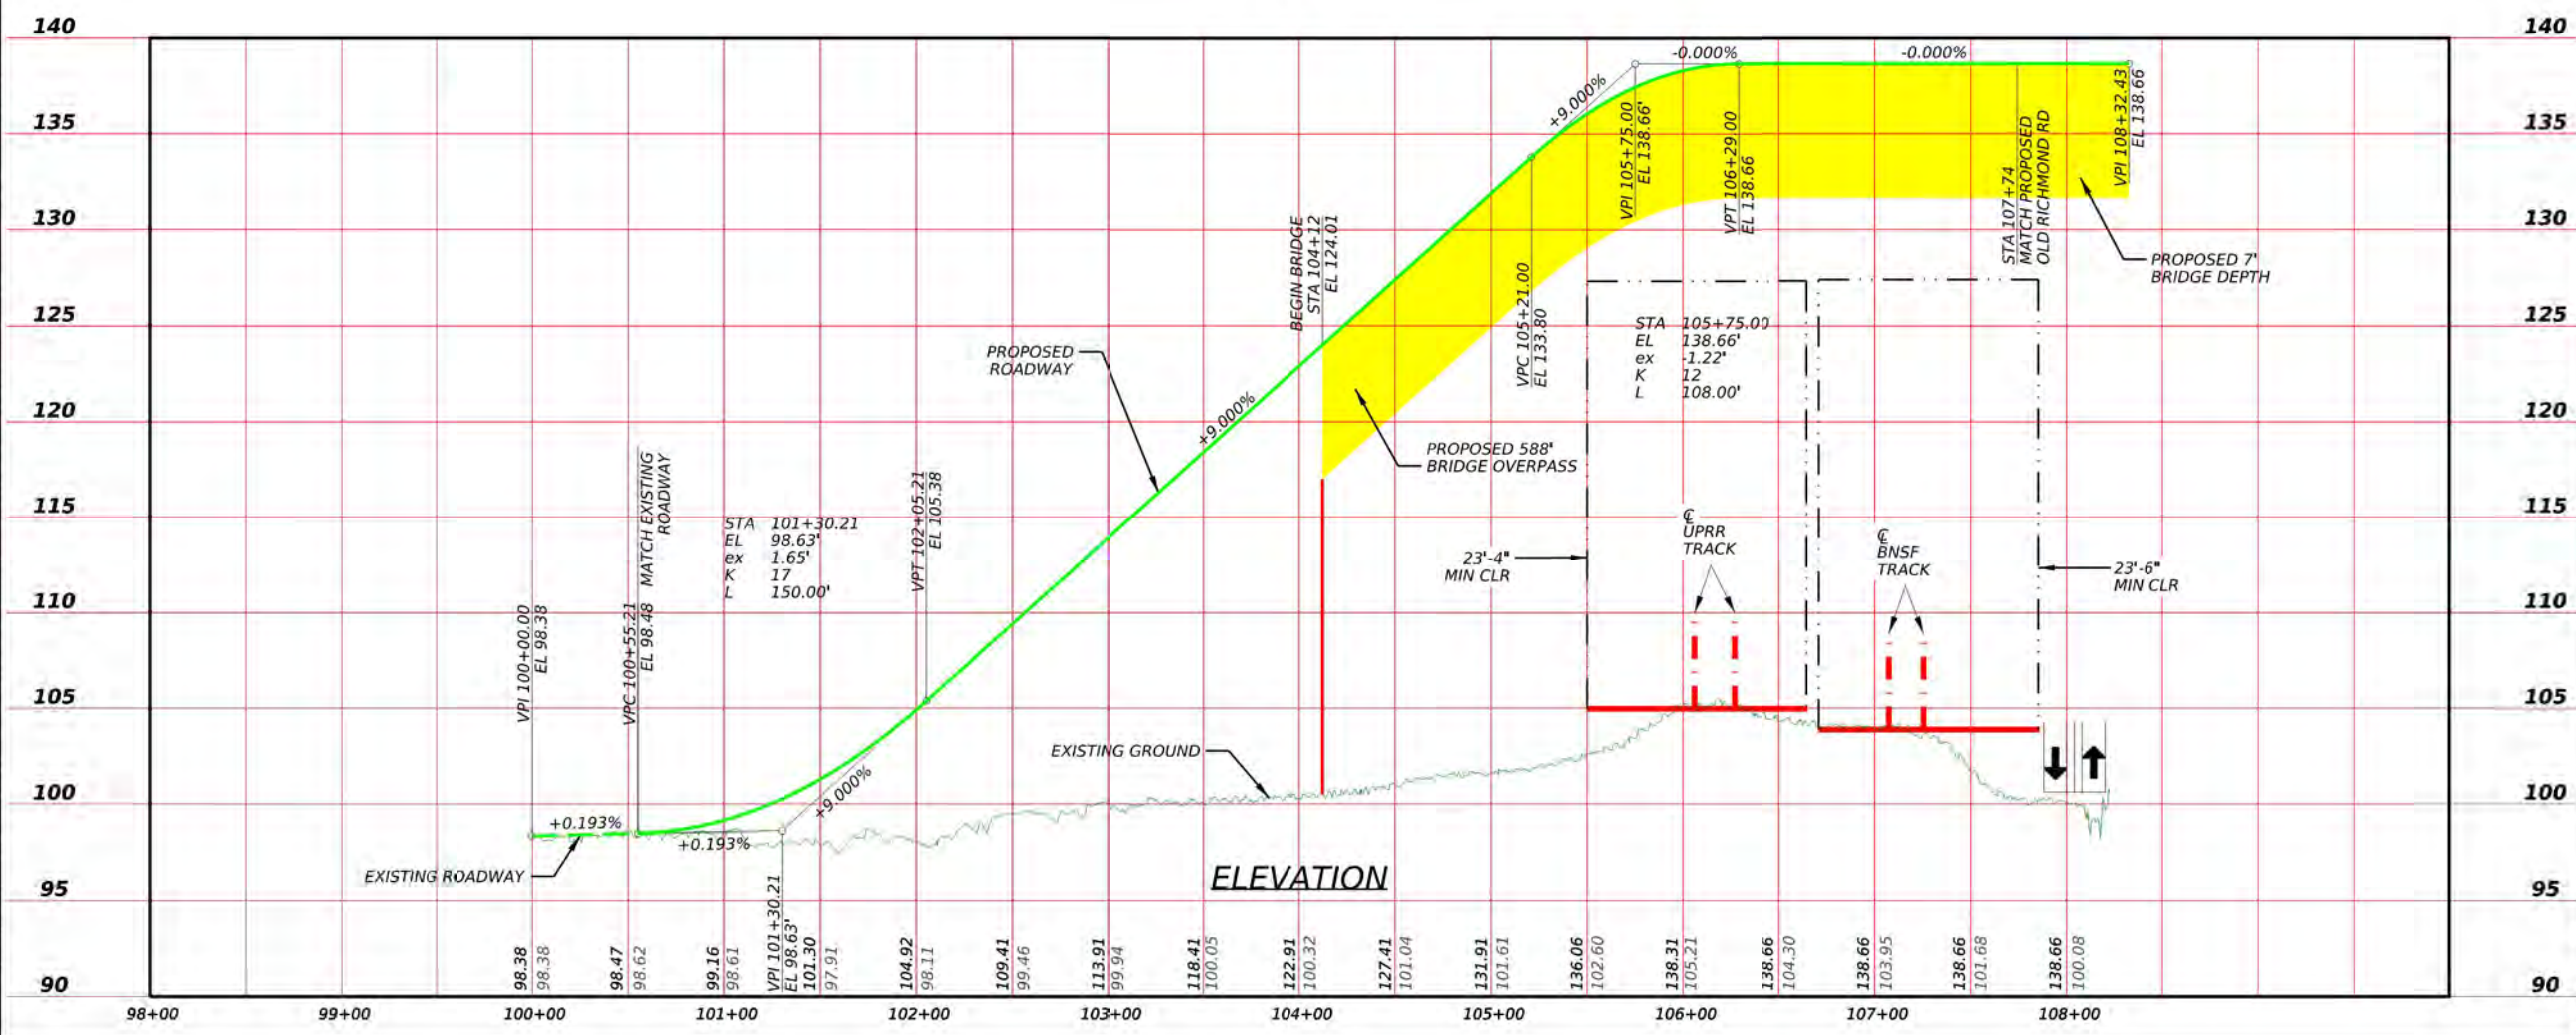 140
140
135
135
130
130
125
125
120
120
115
115
110
110
105
105
100
100
95
95
90
90
-0.000%
-0.000%
+9.000%
VPI 105+75.00
EL 138.66'
VPT 106+29.00
EL 138.66
STA 107+74
MATCH PROPOSED
OLD RICHMOND RD
VPI 108+32.43
EL 138.66
PROPOSED 7'
BRIDGE DEPTH
BEGIN BRIDGE
STA 104+12
EL 124.01
VPC 105+21.00
EL 133.80
STA 105+75.00
EL 138.66'
ex -1.22'
K 12
L 108.00'
PROPOSED
ROADWAY
+9.000%
PROPOSED 588'
BRIDGE OVERPASS
MATCH EXISTING
ROADWAY
VPC 100+55.21
EL 98.48
STA 101+30.21
EL 98.63'
ex 1.65'
K 17
L 150.00'
VPT 102+05.21
EL 105.38
℄
UPRR
TRACK
℄
BNSF
TRACK
23'-4"
MIN CLR
23'-6"
MIN CLR
VPI 100+00.00
EL 98.38
EXISTING GROUND
+9.000%
+0.193%
+0.193%
EXISTING ROADWAY
VPI 101+30.21
EL 98.63'
ELEVATION
98.38
98.38
98.47
98.62
99.16
98.61
101.30
97.91
104.92
98.11
109.41
99.46
113.91
99.94
118.41
100.05
122.91
100.32
127.41
101.04
131.91
101.61
136.06
102.60
138.31
105.21
138.66
104.30
138.66
103.95
138.66
101.68
138.66
100.08
98+00
99+00
100+00
101+00
102+00
103+00
104+00
105+00
106+00
107+00
108+00